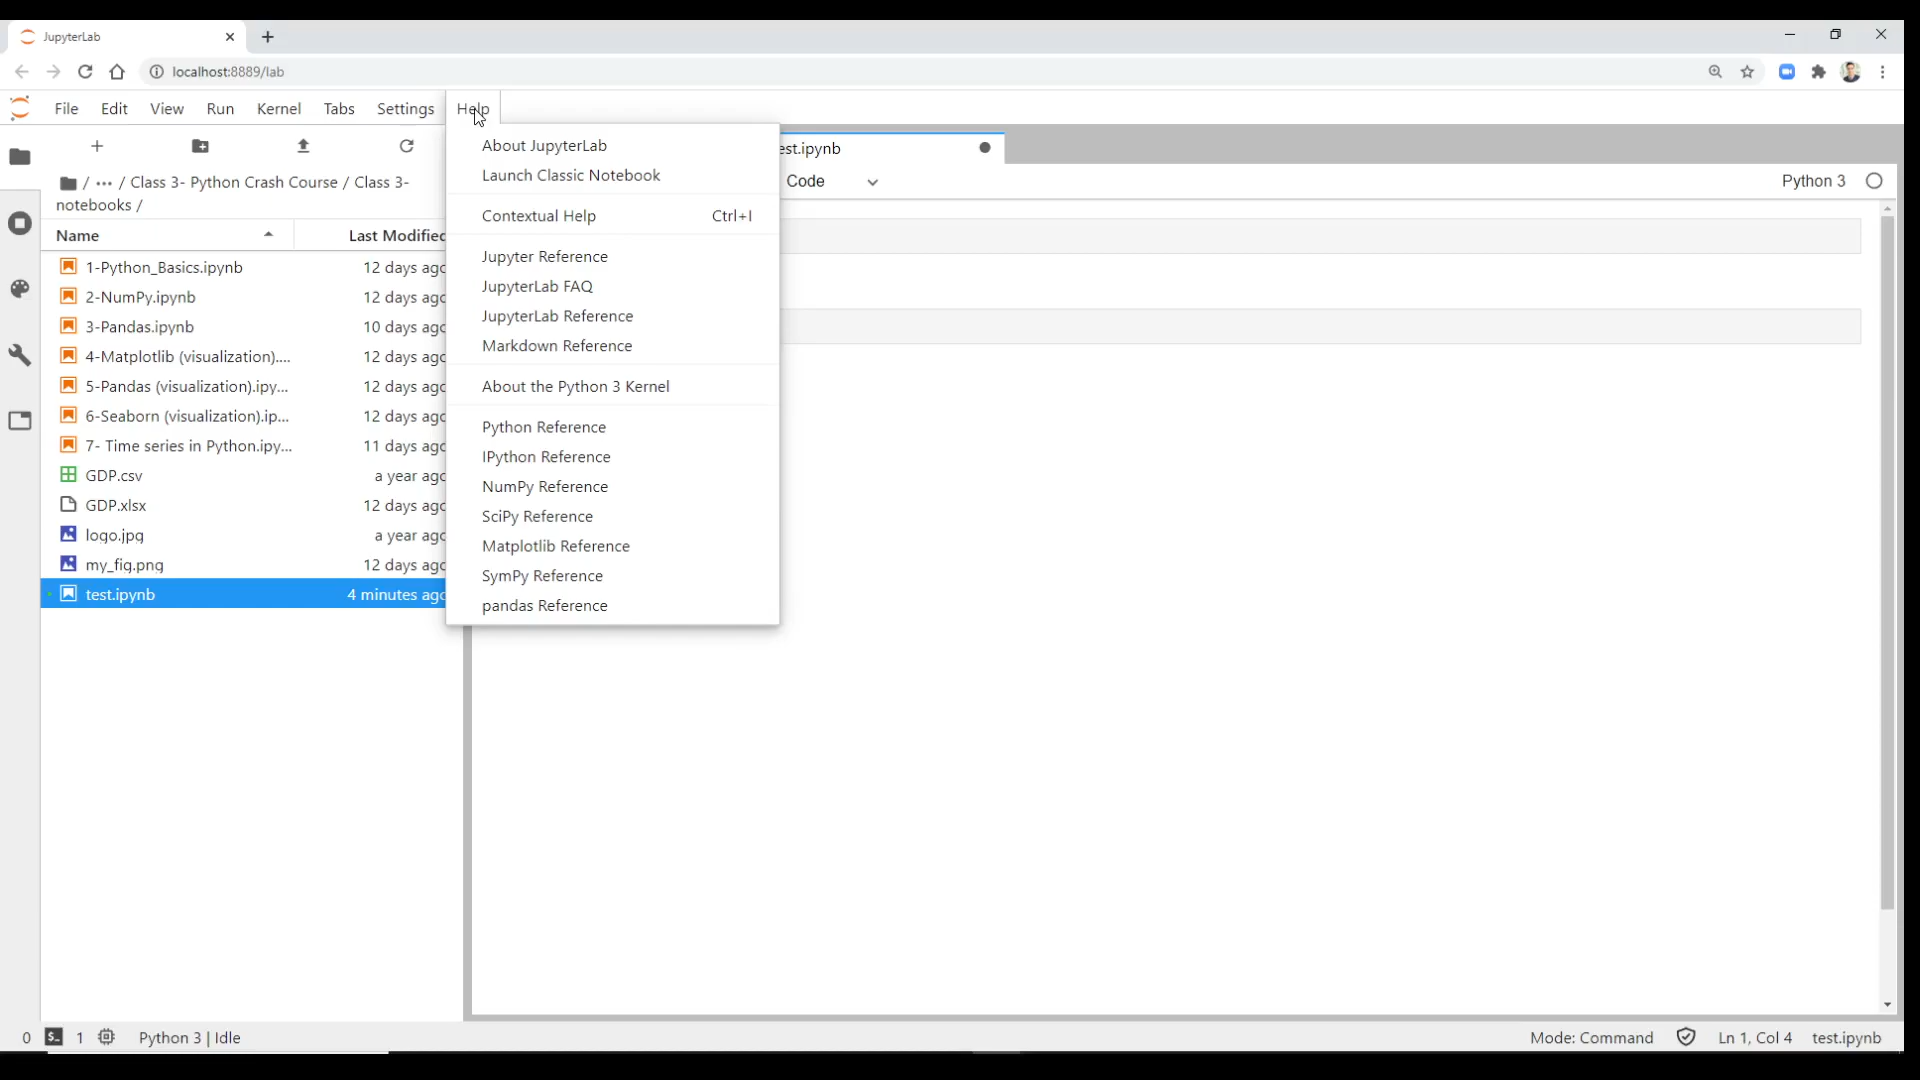 JupyterLab
localhost:8889/lab
File Edit View Run Kernel Tabs Settings Help
/ ··· / Class 3- Python Crash Course / Class 3-
notebooks /
Name Last Modified
1-Python_Basics.ipynb 12 days ago
2-NumPy.ipynb 12 days ago
3-Pandas.ipynb 10 days ago
4-Matplotlib (visualization).... 12 days ago
5-Pandas (visualization).ipy... 12 days ago
6-Seaborn (visualization).ip... 12 days ago
7- Time series in Python.ipy... 11 days ago
GDP.csv a year ago
GDP.xlsx 12 days ago
logo.jpg a year ago
my_fig.png 12 days ago
test.ipynb 4 minutes ago
About JupyterLab
Launch Classic Notebook
Contextual Help Ctrl+I
Jupyter Reference
JupyterLab FAQ
JupyterLab Reference
Markdown Reference
About the Python 3 Kernel
Python Reference
IPython Reference
NumPy Reference
SciPy Reference
Matplotlib Reference
SymPy Reference
pandas Reference
est.ipynb
Code
Python 3
0 1 Python 3 | Idle Mode: Command Ln 1, Col 4 test.ipynb